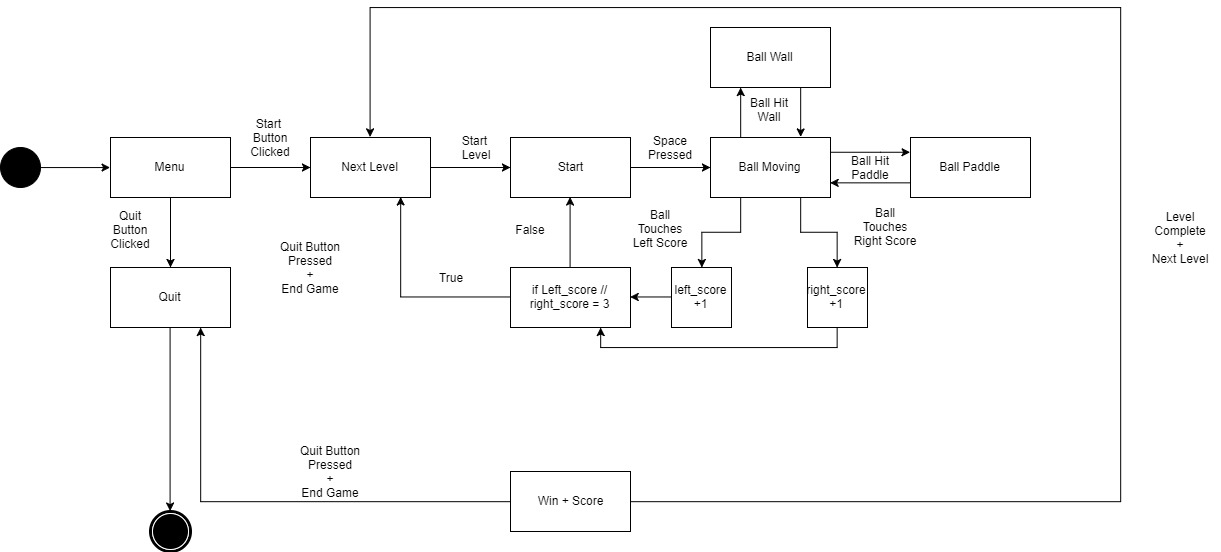 Ball Wall
Ball Hit
Wall
Start
Button
Clicked
Start
Level
Space
Pressed
Menu
Next Level
Start
Ball Moving
Ball Hit
Paddle
Ball Paddle
Quit
Button
Clicked
Quit Button
Pressed
+
End Game
False
Ball
Touches
Left Score
Ball
Touches
Right Score
Level
Complete
+
Next Level
Quit
True
if Left_score //
right_score = 3
left_score
+1
right_score
+1
Quit Button
Pressed
+
End Game
Win + Score